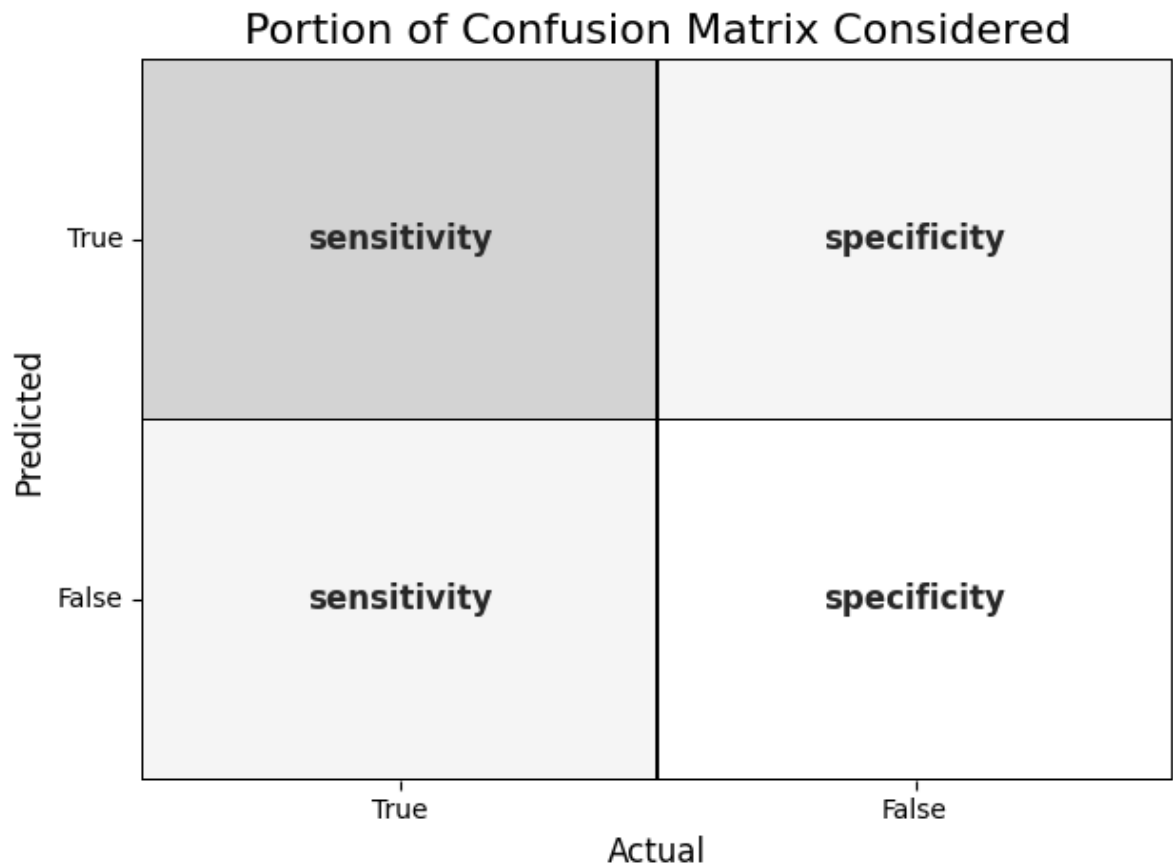 Portion of Confusion Matrix Considered
True
sensitivity
specificity
Predicted
False
sensitivity
specificity
True
False
Actual